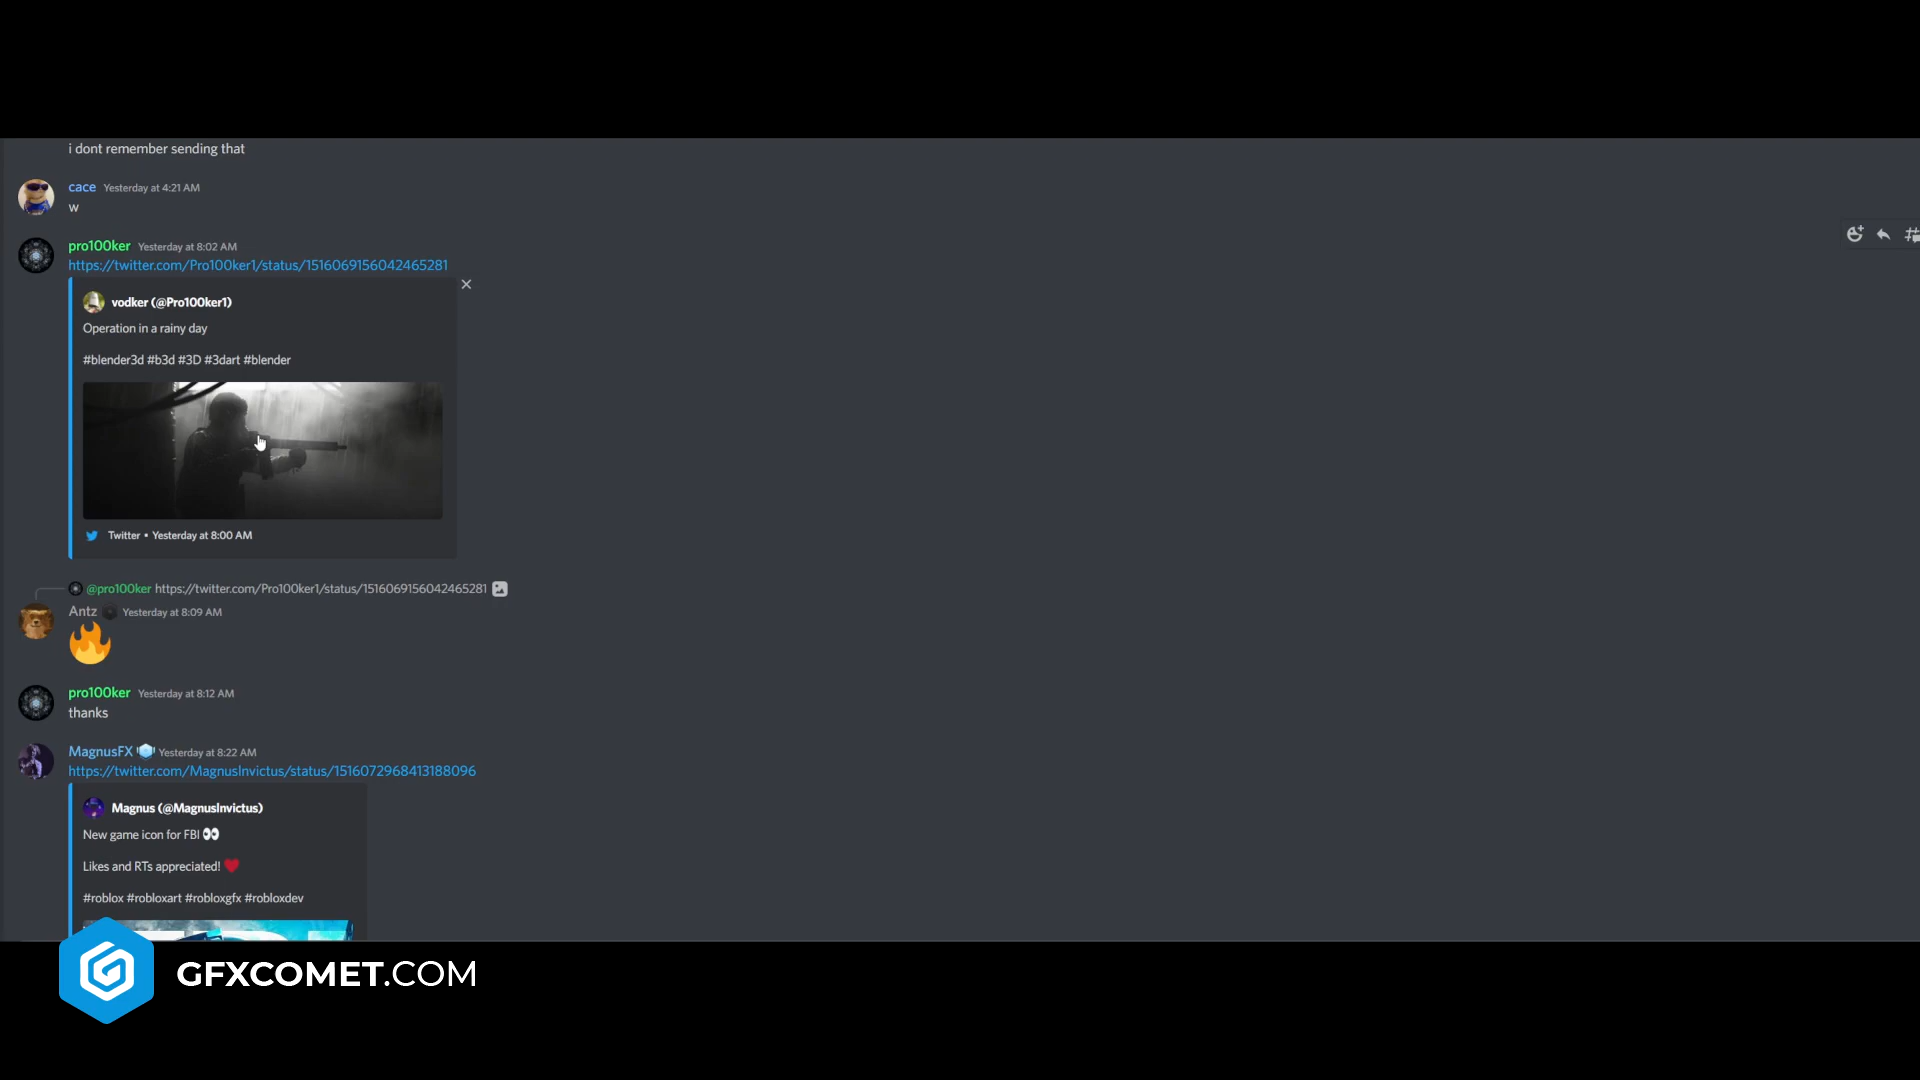 i dont remember sending that
cace Yesterday at 4:21 AM
w
pro100ker Yesterday at 8:02 AM
https://twitter.com/Pro100ker1/status/1516069156042465281
vodker (@Pro100ker1)
Operation in a rainy day
#blender3d #b3d #3D #3dart #blender
Twitter • Yesterday at 8:00 AM
@pro100ker https://twitter.com/Pro100ker1/status/1516069156042465281
Antz Yesterday at 8:09 AM
pro100ker Yesterday at 8:12 AM
thanks
MagnusFX Yesterday at 8:22 AM
https://twitter.com/MagnusInvictus/status/1516072968413188096
Magnus (@MagnusInvictus)
New game icon for FBI 👀
Likes and RTs appreciated! ❤️
#roblox #robloxart #robloxgfx #robloxdev
GFXCOMET.COM